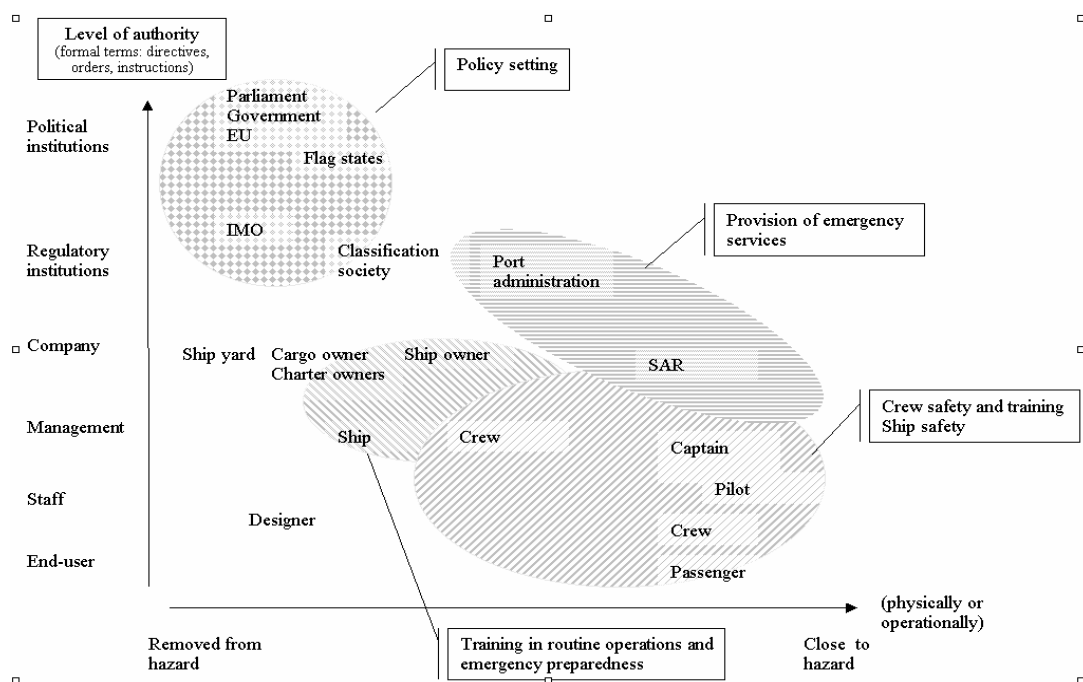 Level of authority
(formal terms: directives,
orders, instructions)
Policy setting
Parliament
Government
EU
Political
institutions
Flag states
IMO
Provision of emergency
services
Regulatory
institutions
Classification
society
Port
administration
Company
Ship yard
Cargo owner
Charter owners
Ship owner
SAR
Crew safety and training
Ship safety
Management
Ship
Crew
Captain
Pilot
Staff
Designer
Crew
End-user
Passenger
(physically or
operationally)
Removed from
hazard
Training in routine operations and
emergency preparedness
Close to
hazard